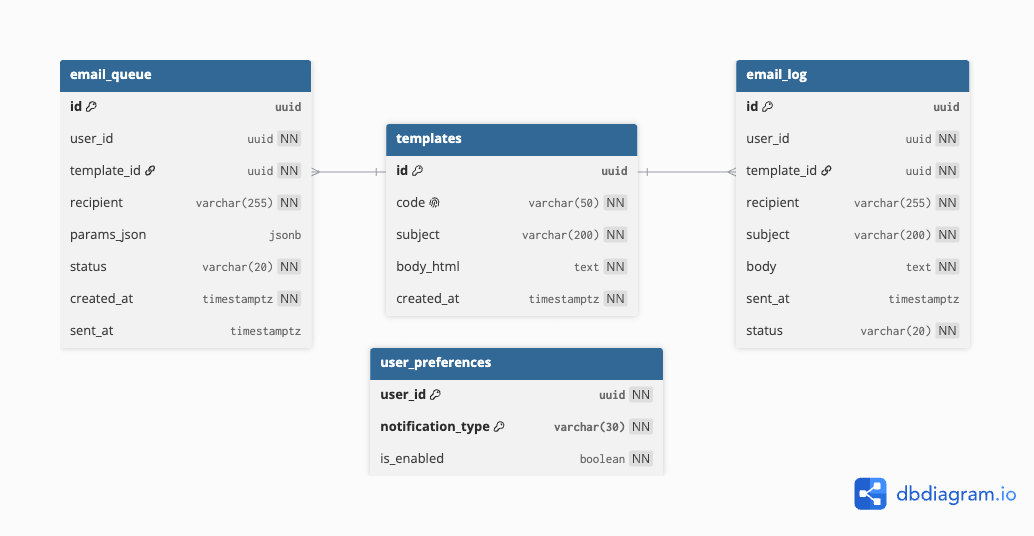 email_queue
id uuid
user_id uuid NN
template_id uuid NN
recipient varchar(255) NN
params_json jsonb
status varchar(20) NN
created_at timestamptz NN
sent_at timestamptz
templates
id uuid
code varchar(50) NN
subject varchar(200) NN
body_html text NN
created_at timestamptz NN
email_log
id uuid
user_id uuid NN
template_id uuid NN
recipient varchar(255) NN
subject varchar(200) NN
body text NN
sent_at timestamptz
status varchar(20) NN
user_preferences
user_id uuid NN
notification_type varchar(30) NN
is_enabled boolean NN
dbdiagram.io